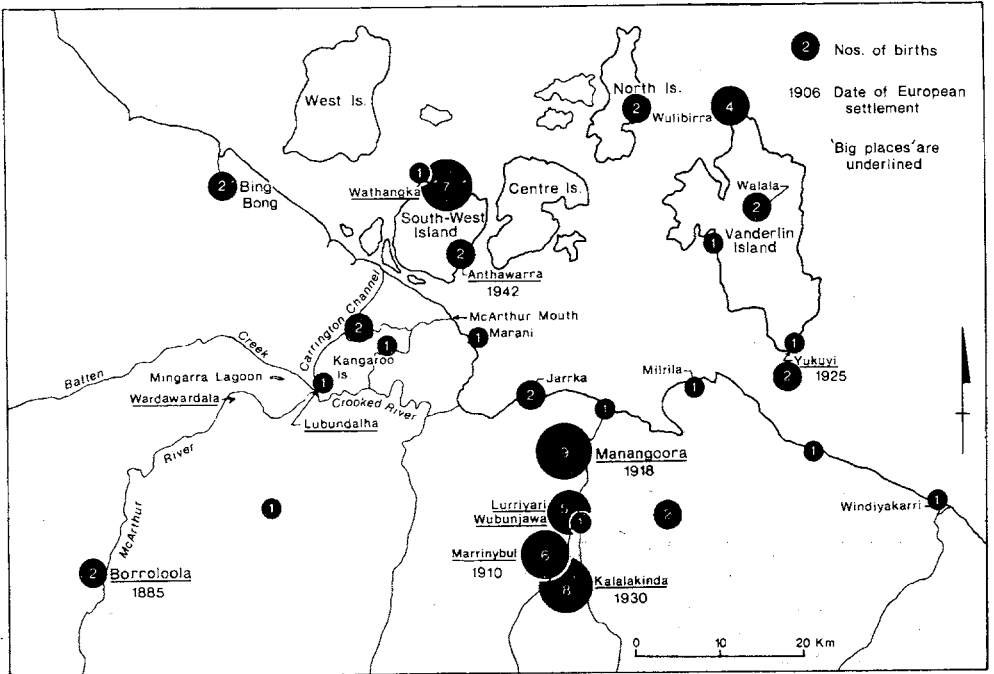 2 Nos. of births
1906 Date of European
settlement
'Big places' are
underlined
West Is.
North Is.
2
Wulibirra
4
2
Bing
Bong
1
7
Wathangka
South-West
Island
Centre Is.
Walala
2
Vanderlin
Island
1
2
Anthawarra
1942
Carrington Channel
McArthur Mouth
2
1
Marani
1
Kangaroo
Is.
1
Yukuyi
1925
2
Batten
Creek
Mingarra Lagoon
Wardawardala
1
Lubundalha
Crooked River
Jarrka
2
1
Milrila
1
1
9
Manangoora
1918
River
McArthur
1
Lurriyari
5
Wubunjawa
1
2
Windiyakarri
1
Marrinybul
1910
6
8
Kalalakinda
1930
2
Borroloola
1885
0 10 20 Km